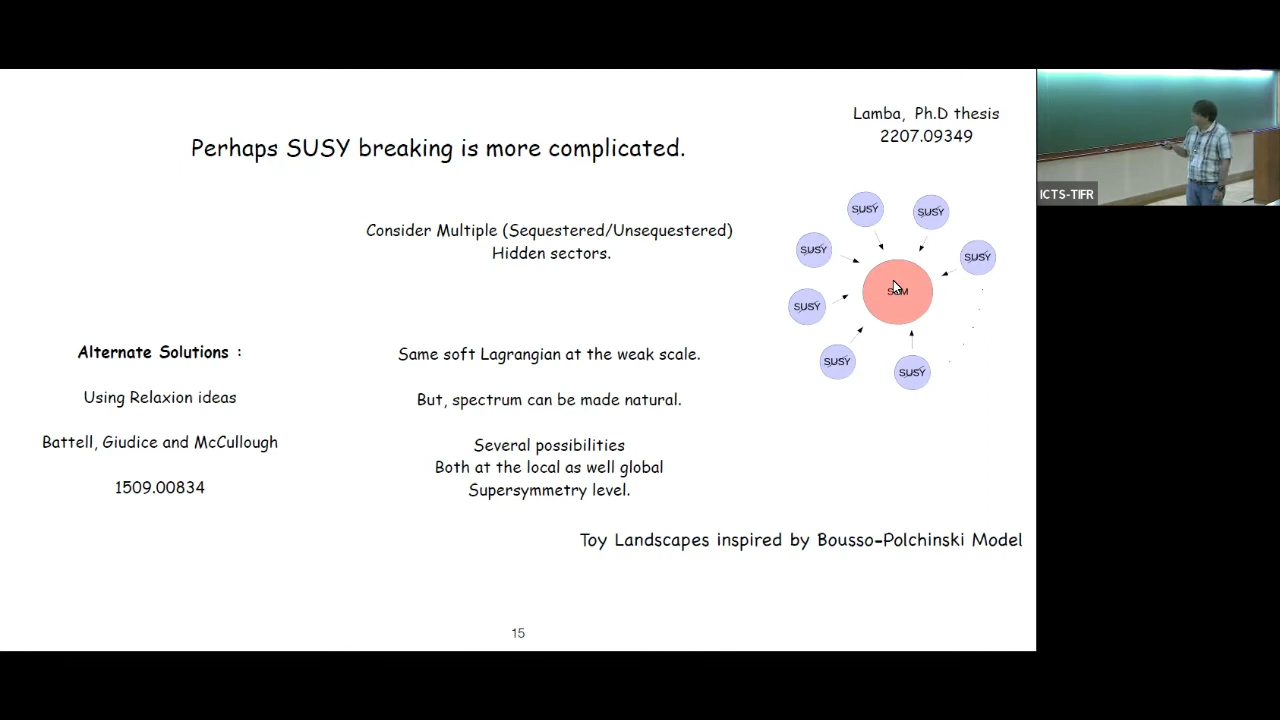 Lamba, Ph.D thesis
2207.09349
Perhaps SUSY breaking is more complicated.
Consider Multiple (Sequestered/Unsequestered)
Hidden sectors.
SUSY
SUSY
SUSY
SUSY
SUSY
SUSY
SUSY
Alternate Solutions :
Using Relaxion ideas
Battell, Giudice and McCullough
1509.00834
Same soft Lagrangian at the weak scale.
But, spectrum can be made natural.
Several possibilities
Both at the local as well global
Supersymmetry level.
Toy Landscapes inspired by Bousso-Polchinski Model
15
ICTS-TIFR